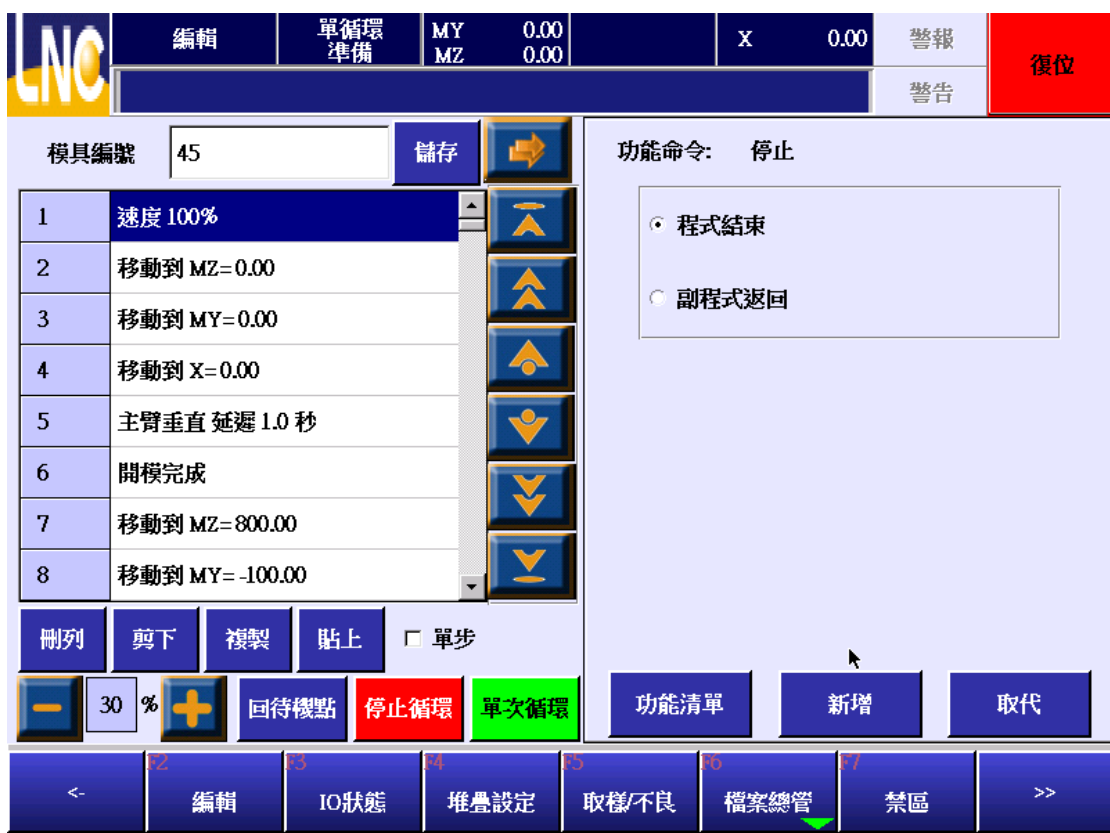 LNC
編輯
單循環
準備
MY 0.00
MZ 0.00
X 0.00
警報
警告
復位
模具編號 45 儲存
1 速度 100%
2 移動到 MZ= 0.00
3 移動到 MY= 0.00
4 移動到 X= 0.00
5 主臂垂直 延遲 1.0 秒
6 開模完成
7 移動到 MZ= 800.00
8 移動到 MY= -100.00
刪列 剪下 複製 貼上 單步
30 % 回待機點 停止循環 單次循環
功能命令: 停止
程式結束
副程式返回
功能清單 新增 取代
<-
F2 編輯
F3 IO狀態
F4 堆疊設定
F5 取樣/不良
F6 檔案總管
F7 禁區
>>